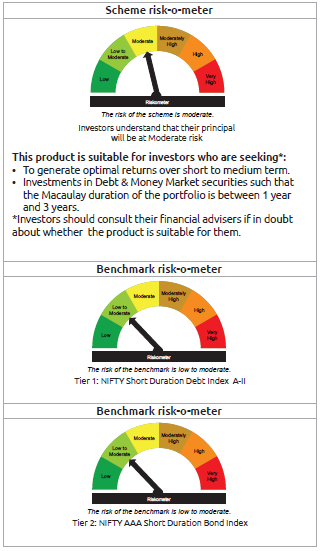 Scheme risk-o-meter
Low
Low to
Moderate
Moderate
Moderately
High
High
Very
High
Riskometer
The risk of the scheme is moderate.
Investors understand that their principal
will be at Moderate risk
This product is suitable for investors who are seeking*:
• To generate optimal returns over short to medium term.
• Investments in Debt & Money Market securities such that
the Macaulay duration of the portfolio is between 1 year
and 3 years.
*Investors should consult their financial advisers if in doubt
about whether the product is suitable for them.
Benchmark risk-o-meter
Low
Low to
Moderate
Moderate
Moderately
High
High
Very
High
Riskometer
The risk of the benchmark is low to moderate.
Tier 1: NIFTY Short Duration Debt Index A-II
Benchmark risk-o-meter
Low
Low to
Moderate
Moderate
Moderately
High
High
Very
High
Riskometer
The risk of the benchmark is low to moderate.
Tier 2: NIFTY AAA Short Duration Bond Index